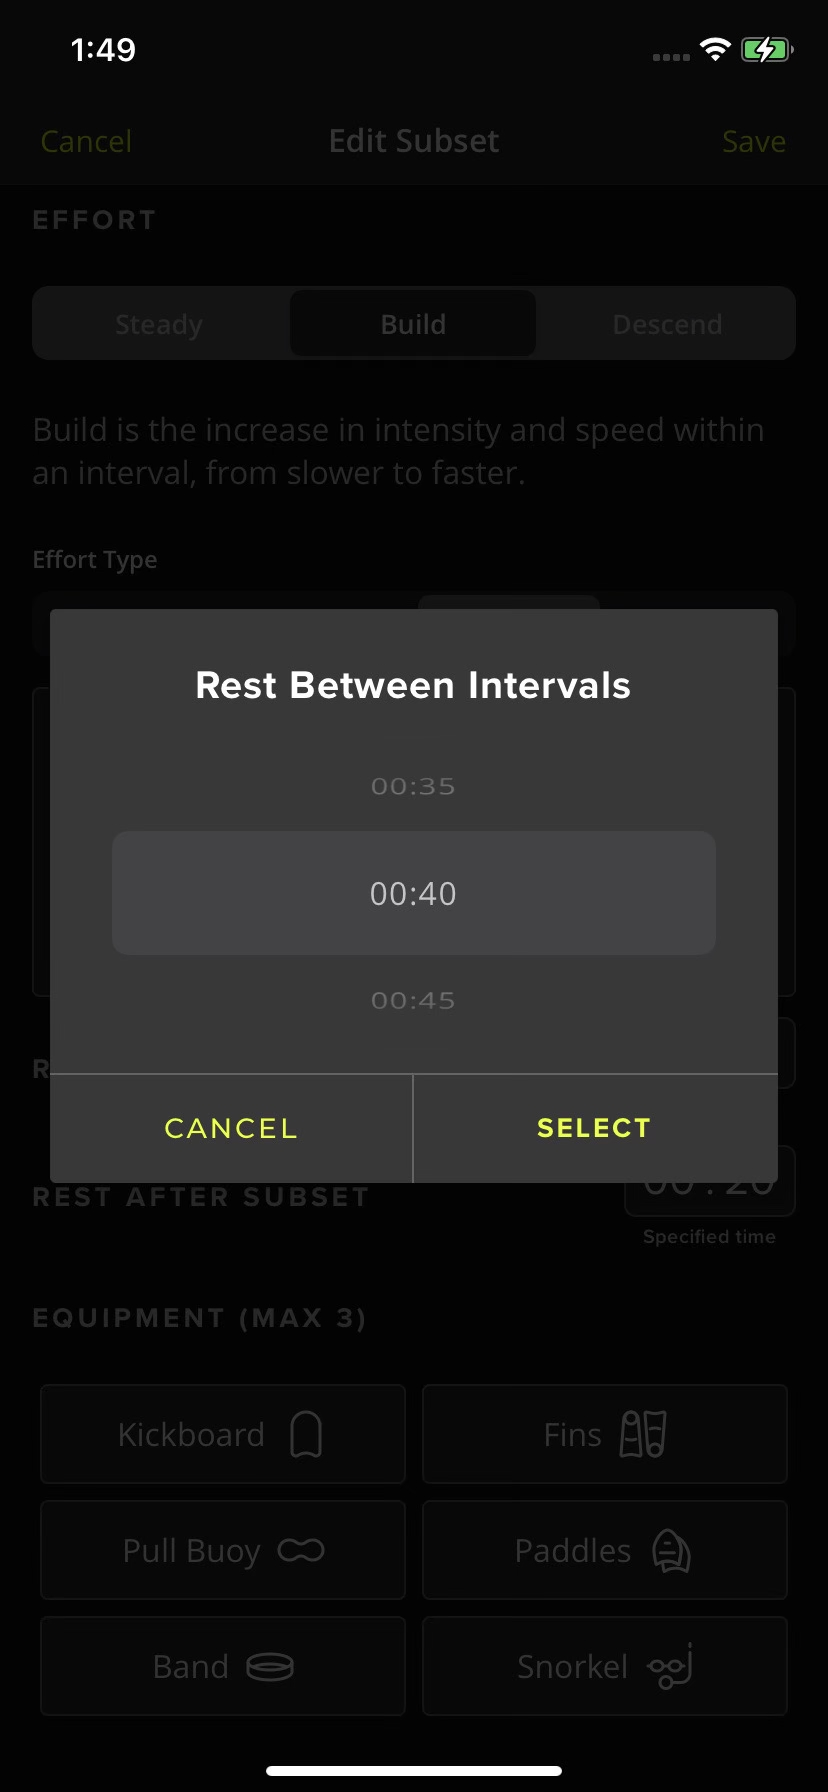 1:49
Cancel
Edit Subset
Save
EFFORT
Steady
Build
Descend
Build is the increase in intensity and speed within
an interval, from slower to faster.
Effort Type
Rest Between Intervals
00:35
00:40
00:45
R
CANCEL
SELECT
REST AFTER SUBSET
00 : 20
Specified time
EQUIPMENT (MAX 3)
Kickboard
Fins
Pull Buoy
Paddles
Band
Snorkel